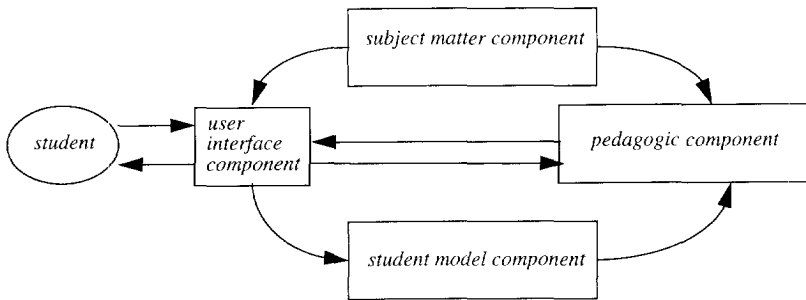 subject matter component
student
user
interface
component
pedagogic component
student model component